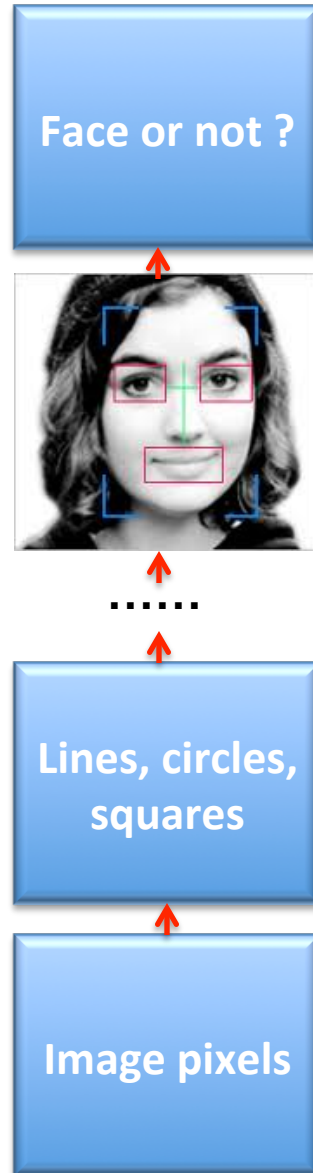 Face or not ?
......
Lines, circles,
squares
Image pixels